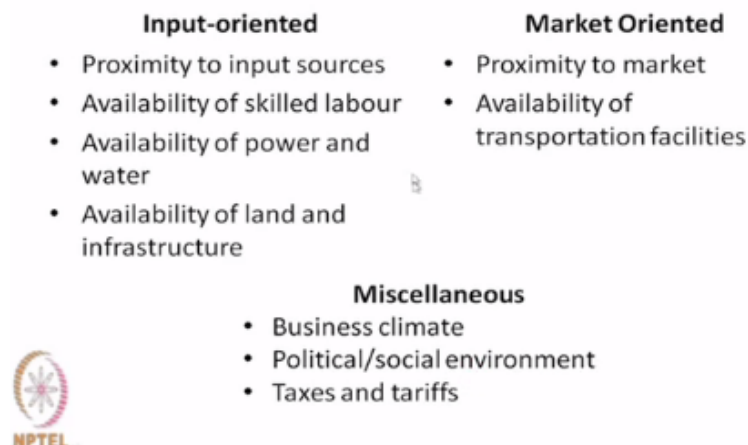 Input-oriented
• Proximity to input sources
• Availability of skilled labour
• Availability of power and
water
• Availability of land and
infrastructure
Market Oriented
• Proximity to market
• Availability of
transportation facilities
Miscellaneous
• Business climate
• Political/social environment
• Taxes and tariffs
NPTEL